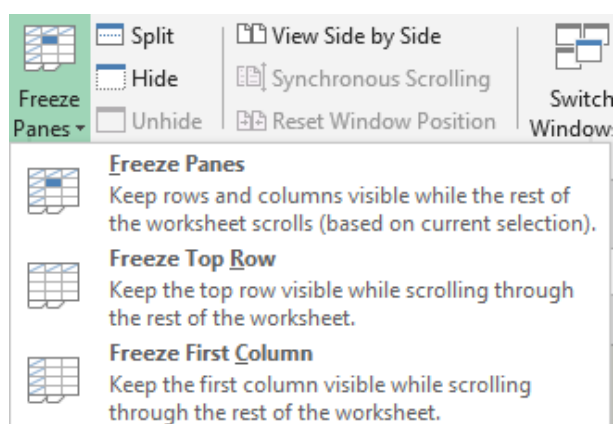 Split
View Side by Side
Hide
Synchronous Scrolling
Freeze
Panes
Switch
Unhide
Reset Window Position
Windows
Freeze Panes
Keep rows and columns visible while the rest of
the worksheet scrolls (based on current selection).
Freeze Top Row
Keep the top row visible while scrolling through
the rest of the worksheet.
Freeze First Column
Keep the first column visible while scrolling
through the rest of the worksheet.